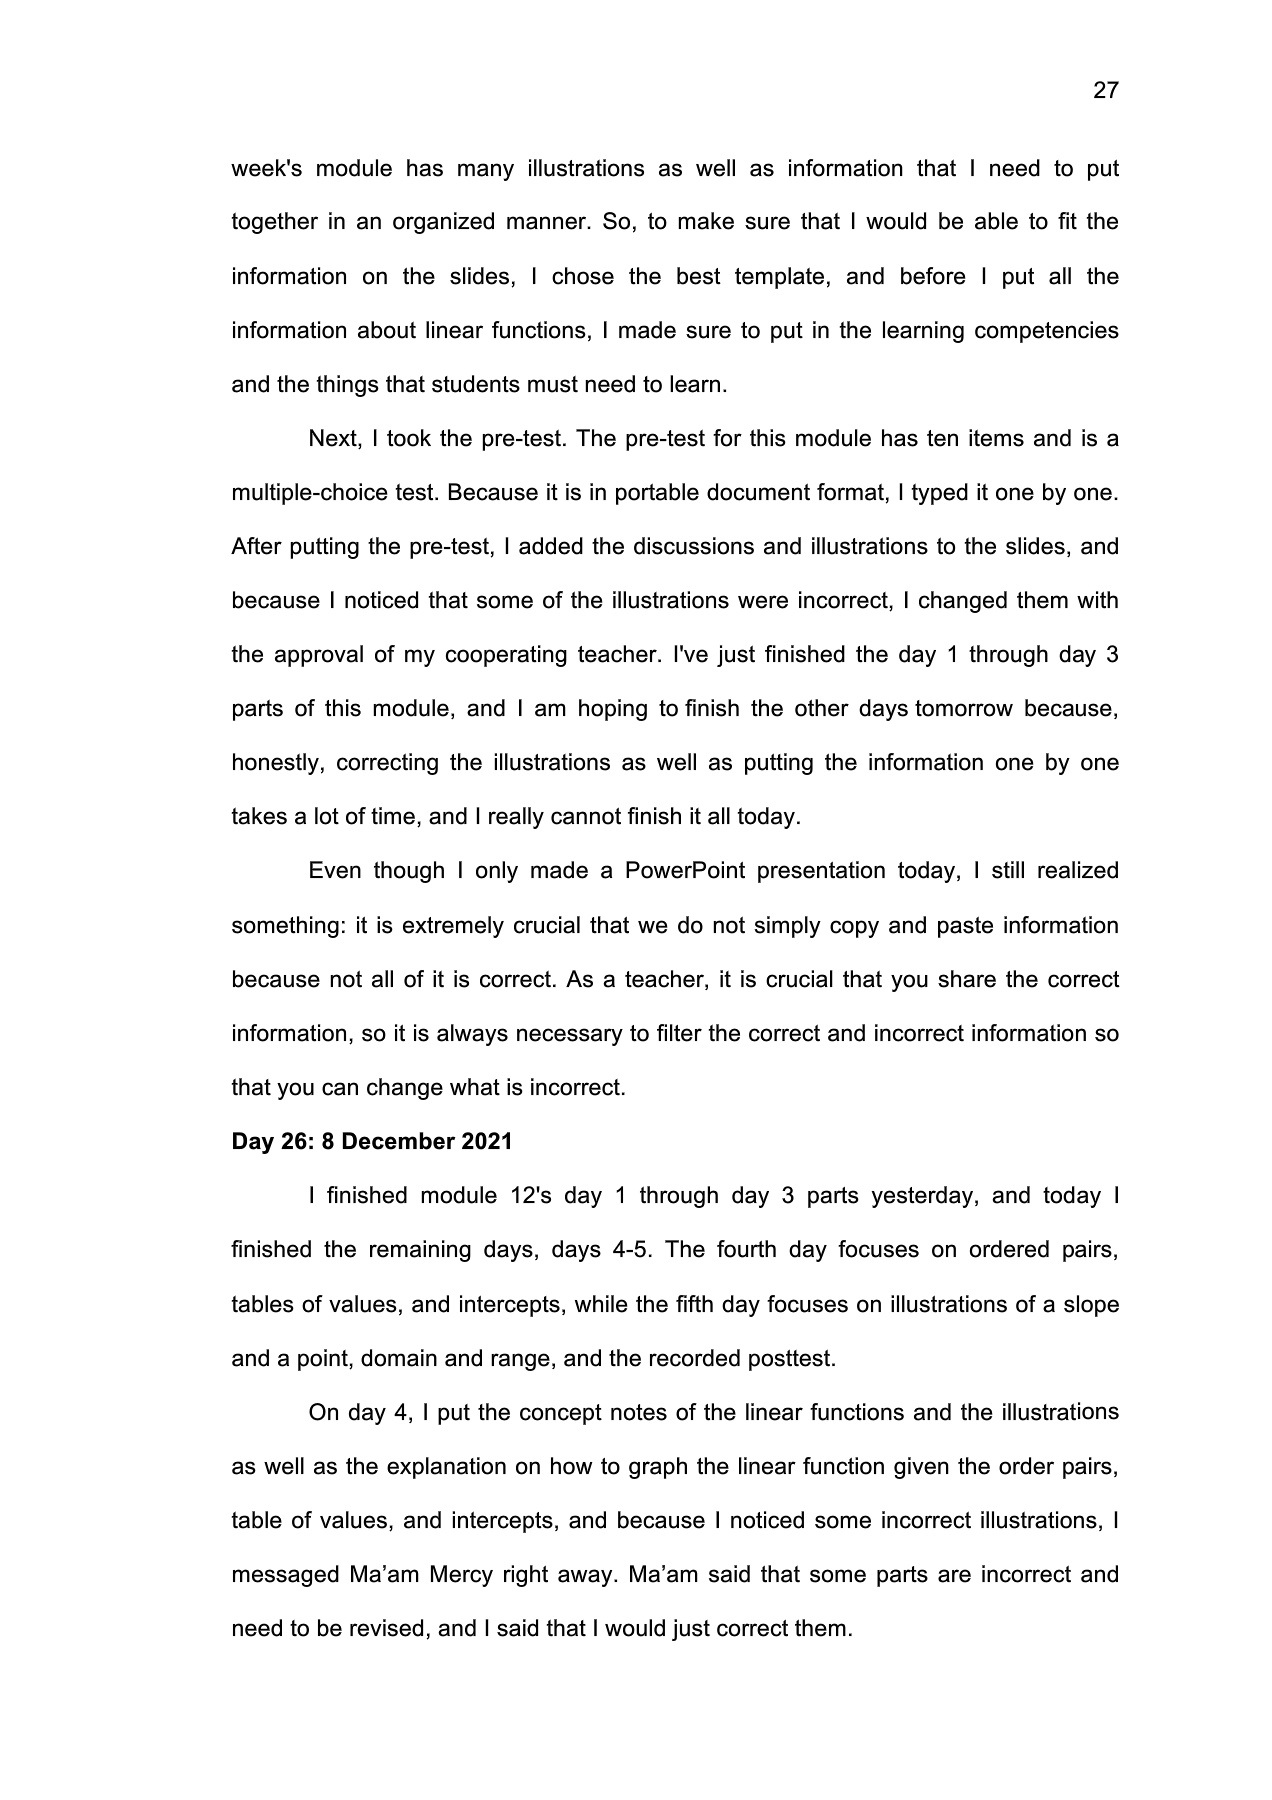 27
week's module has many illustrations as well as information that I need to put
together in an organized manner. So, to make sure that I would be able to fit the
information on the slides, I chose the best template, and before I put all the
information about linear functions, I made sure to put in the learning competencies
and the things that students must need to learn.
Next, I took the pre-test. The pre-test for this module has ten items and is a
multiple-choice test. Because it is in portable document format, I typed it one by one.
After putting the pre-test, I added the discussions and illustrations to the slides, and
because I noticed that some of the illustrations were incorrect, I changed them with
the approval of my cooperating teacher. I've just finished the day 1 through day 3
parts of this module, and I am hoping to finish the other days tomorrow because,
honestly, correcting the illustrations as well as putting the information one by one
takes a lot of time, and I really cannot finish it all today.
Even though I only made a PowerPoint presentation today, I still realized
something: it is extremely crucial that we do not simply copy and paste information
because not all of it is correct. As a teacher, it is crucial that you share the correct
information, so it is always necessary to filter the correct and incorrect information so
that you can change what is incorrect.
Day 26: 8 December 2021
I finished module 12's day 1 through day 3 parts yesterday, and today I
finished the remaining days, days 4-5. The fourth day focuses on ordered pairs,
tables of values, and intercepts, while the fifth day focuses on illustrations of a slope
and a point, domain and range, and the recorded posttest.
On day 4, I put the concept notes of the linear functions and the illustrations
as well as the explanation on how to graph the linear function given the order pairs,
table of values, and intercepts, and because I noticed some incorrect illustrations, I
messaged Ma’am Mercy right away. Ma’am said that some parts are incorrect and
need to be revised, and I said that I would just correct them.